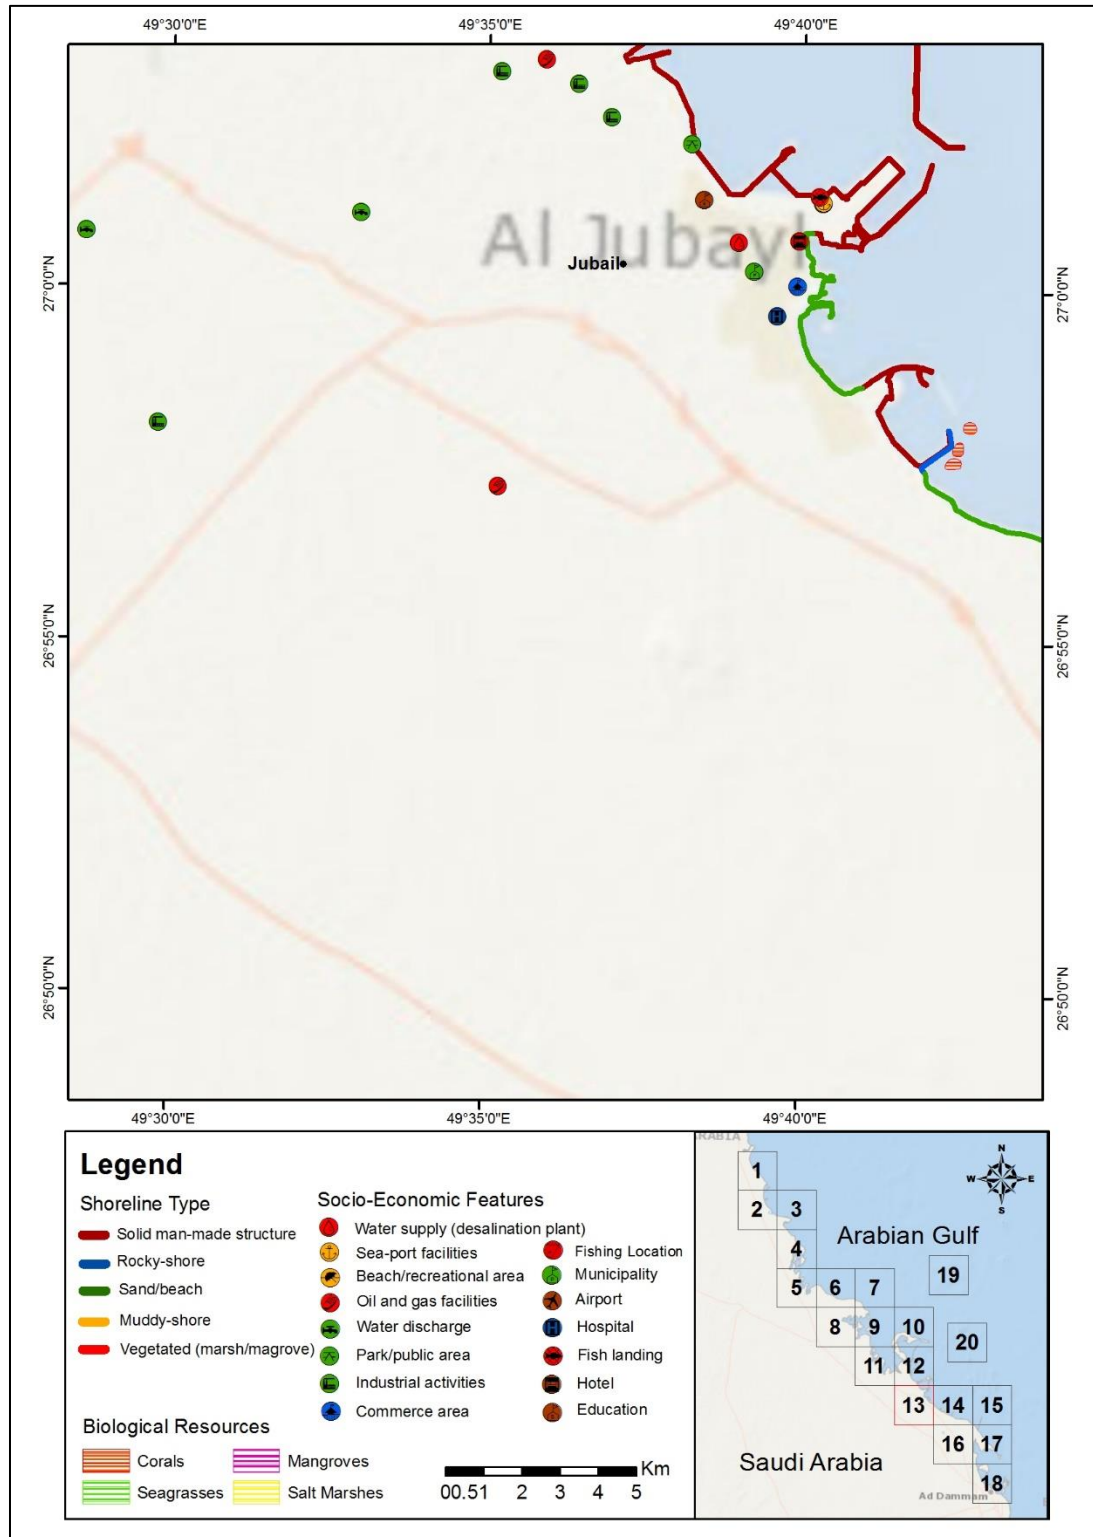 49°30'0"E 49°35'0"E 49°40'0"E
Al Jubayl
Jubail
27°0'0"N 27°0'0"N
26°55'0"N 26°55'0"N
26°50'0"N 26°50'0"N
49°30'0"E 49°35'0"E 49°40'0"E
Legend
Shoreline Type
Solid man-made structure
Rocky-shore
Sand/beach
Muddy-shore
Vegetated (marsh/magrove)
Biological Resources
Corals Mangroves
Seagrasses Salt Marshes
Socio-Economic Features
Water supply (desalination plant)
Sea-port facilities Fishing Location
Beach/recreational area Municipality
Oil and gas facilities Airport
Water discharge Hospital
Park/public area Fish landing
Industrial activities Hotel
Commerce area Education
Km
00.51 2 3 4 5
RABIA
N
W E
S
1
2 3
Arabian Gulf
4
19
5 6 7
8 9 10
20
11 12
13 14 15
16 17
Saudi Arabia
18
Ad Dammam